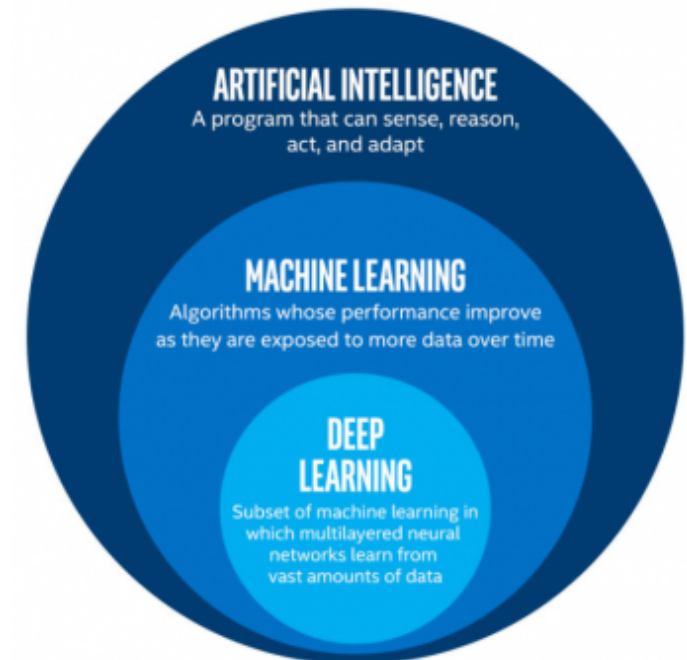 ARTIFICIAL INTELLIGENCE
A program that can sense, reason,
act, and adapt
MACHINE LEARNING
Algorithms whose performance improve
as they are exposed to more data over time
DEEP
LEARNING
Subset of machine learning in
which multilayered neural
networks learn from
vast amounts of data